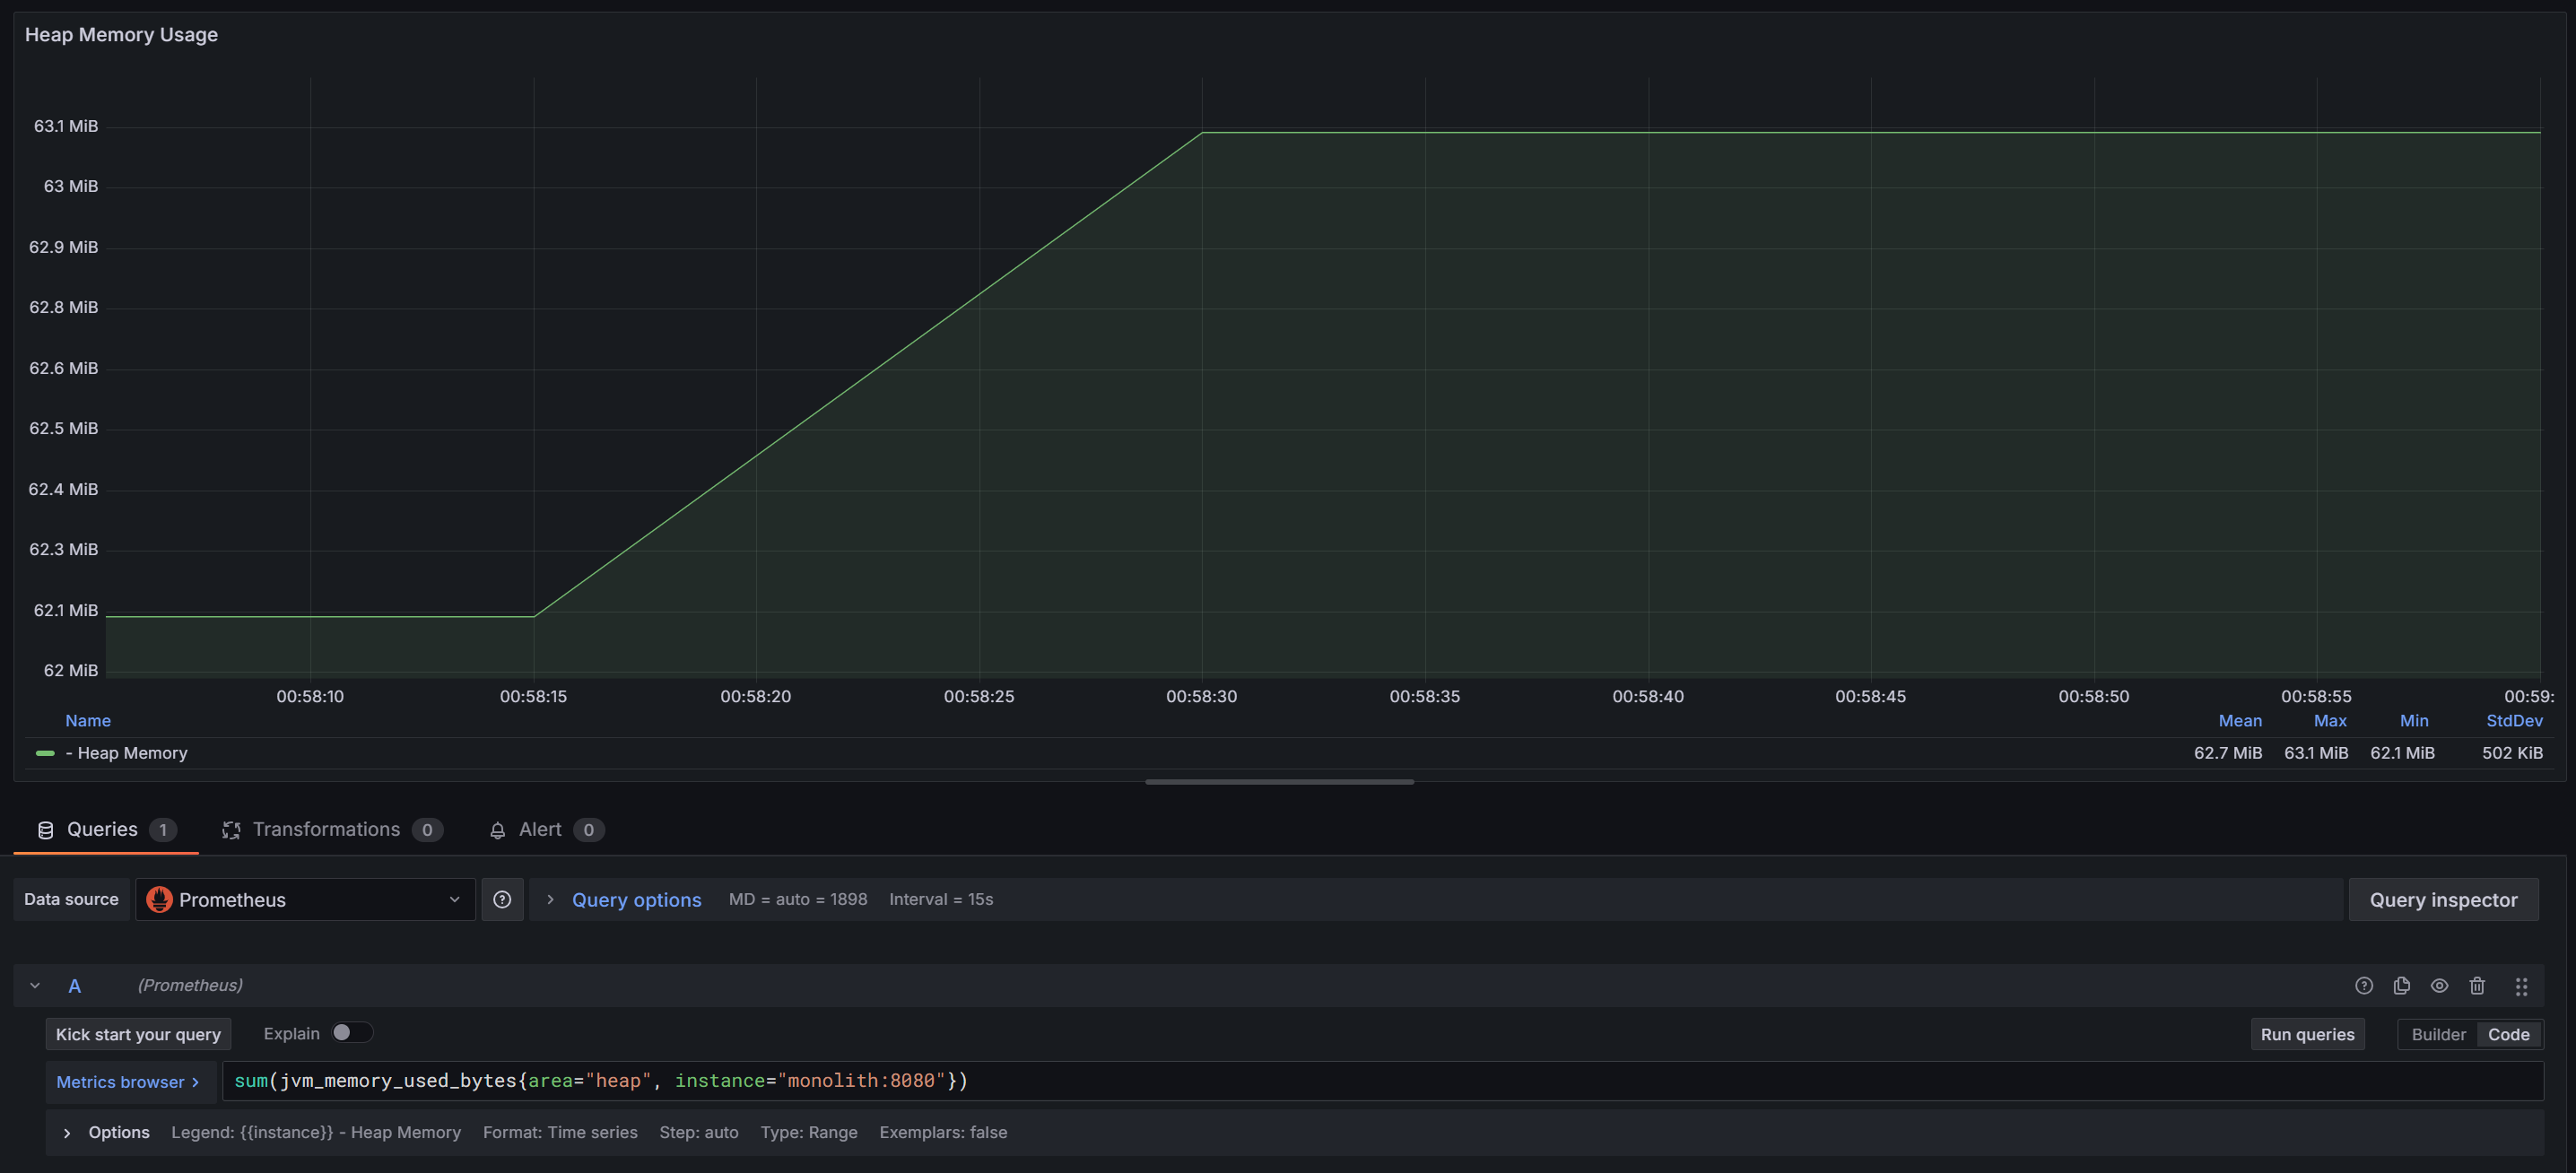 Heap Memory Usage
63.1 MiB
63 MiB
62.9 MiB
62.8 MiB
62.6 MiB
62.5 MiB
62.4 MiB
62.3 MiB
62.1 MiB
62 MiB
00:58:10 00:58:15 00:58:20 00:58:25 00:58:30 00:58:35 00:58:40 00:58:45 00:58:50 00:58:55 00:59:
Name Mean Max Min StdDev
- Heap Memory 62.7 MiB 63.1 MiB 62.1 MiB 502 KiB
Queries 1 Transformations 0 Alert 0
Data source Prometheus Query options MD = auto = 1898 Interval = 15s Query inspector
A (Prometheus)
Kick start your query Explain Run queries Builder Code
Metrics browser > sum(jvm_memory_used_bytes{area="heap", instance="monolith:8080"})
Options Legend: {{instance}} - Heap Memory Format: Time series Step: auto Type: Range Exemplars: false